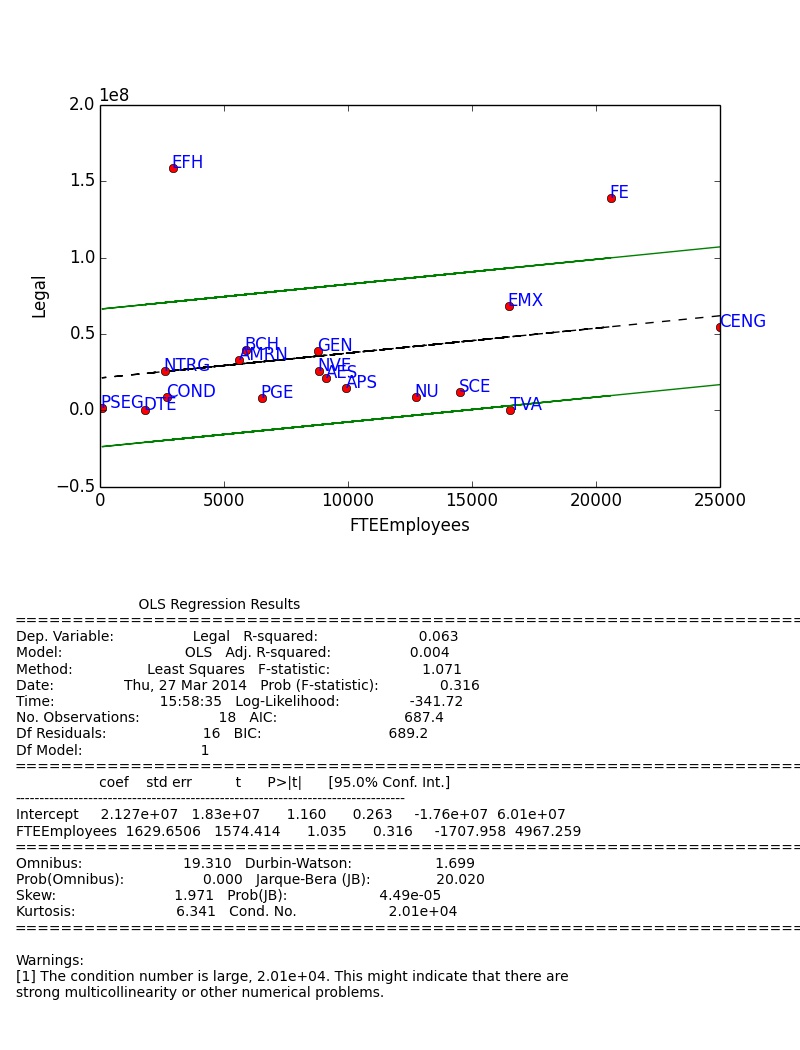 1e8
2.0
EFH
FE
1.5
1.0
Legal
EMX
CENG
0.5
BCH
GEN
AMRN
NTRG
NVE
AES
APS
COND
PGE
NU
SCE
PSEG
DTE
TVA
0.0
−0.5
0 5000 10000 15000 20000 25000
FTEEmployees
OLS Regression Results
==============================================================================
Dep. Variable: Legal R-squared: 0.063
Model: OLS Adj. R-squared: 0.004
Method: Least Squares F-statistic: 1.071
Date: Thu, 27 Mar 2014 Prob (F-statistic): 0.316
Time: 15:58:35 Log-Likelihood: -341.72
No. Observations: 18 AIC: 687.4
Df Residuals: 16 BIC: 689.2
Df Model: 1
==============================================================================
coef std err t P>|t| [95.0% Conf. Int.]
------------------------------------------------------------------------------
Intercept 2.127e+07 1.83e+07 1.160 0.263 -1.76e+07 6.01e+07
FTEEmployees 1629.6506 1574.414 1.035 0.316 -1707.958 4967.259
==============================================================================
Omnibus: 19.310 Durbin-Watson: 1.699
Prob(Omnibus): 0.000 Jarque-Bera (JB): 20.020
Skew: 1.971 Prob(JB): 4.49e-05
Kurtosis: 6.341 Cond. No. 2.01e+04
==============================================================================
Warnings:
[1] The condition number is large, 2.01e+04. This might indicate that there are
strong multicollinearity or other numerical problems.